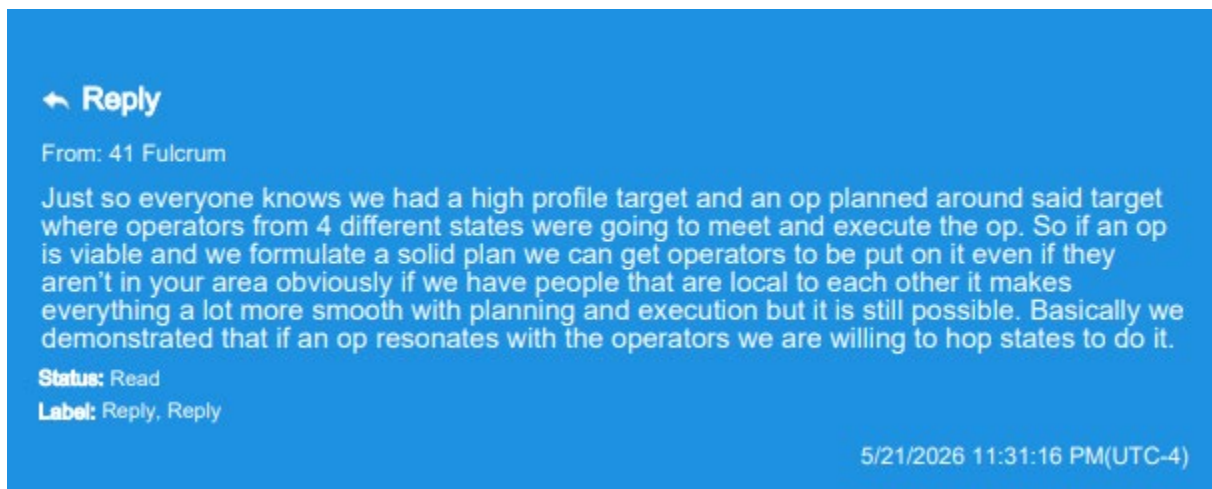 Reply
From: 41 Fulcrum
Just so everyone knows we had a high profile target and an op planned around said target
where operators from 4 different states were going to meet and execute the op. So if an op
is viable and we formulate a solid plan we can get operators to be put on it even if they
aren’t in your area obviously if we have people that are local to each other it makes
everything a lot more smooth with planning and execution but it is still possible. Basically we
demonstrated that if an op resonates with the operators we are willing to hop states to do it.
Status: Read
Label: Reply, Reply
5/21/2026 11:31:16 PM(UTC-4)